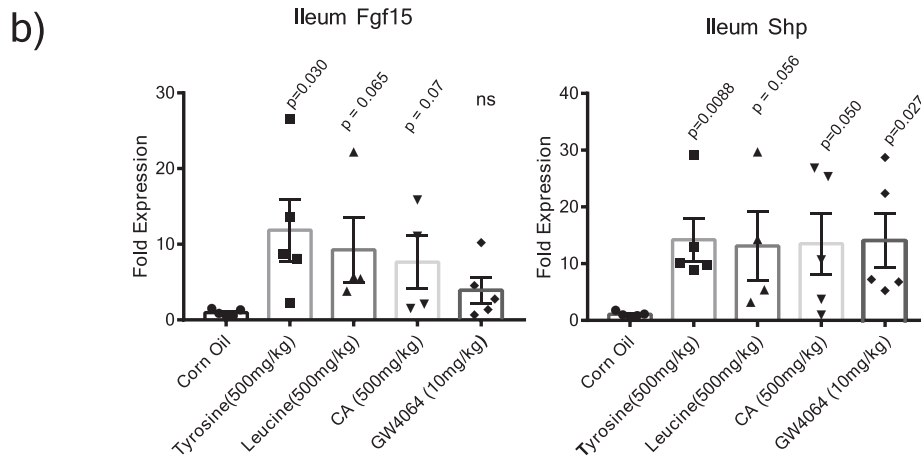 b)
Ileum Fgf15
Fold Expression
30
20
10
0
p=0.030
p = 0.065
p = 0.07
ns
Corn Oil
Tyrosine(500mg/kg)
Leucine(500mg/kg)
CA (500mg/kg)
GW4064 (10mg/kg)
Ileum Shp
Fold Expression
40
30
20
10
0
p=0.0088
p = 0.056
p=0.050
p=0.027
Corn Oil
Tyrosine(500mg/kg)
Leucine(500mg/kg)
CA (500mg/kg)
GW4064 (10mg/kg)